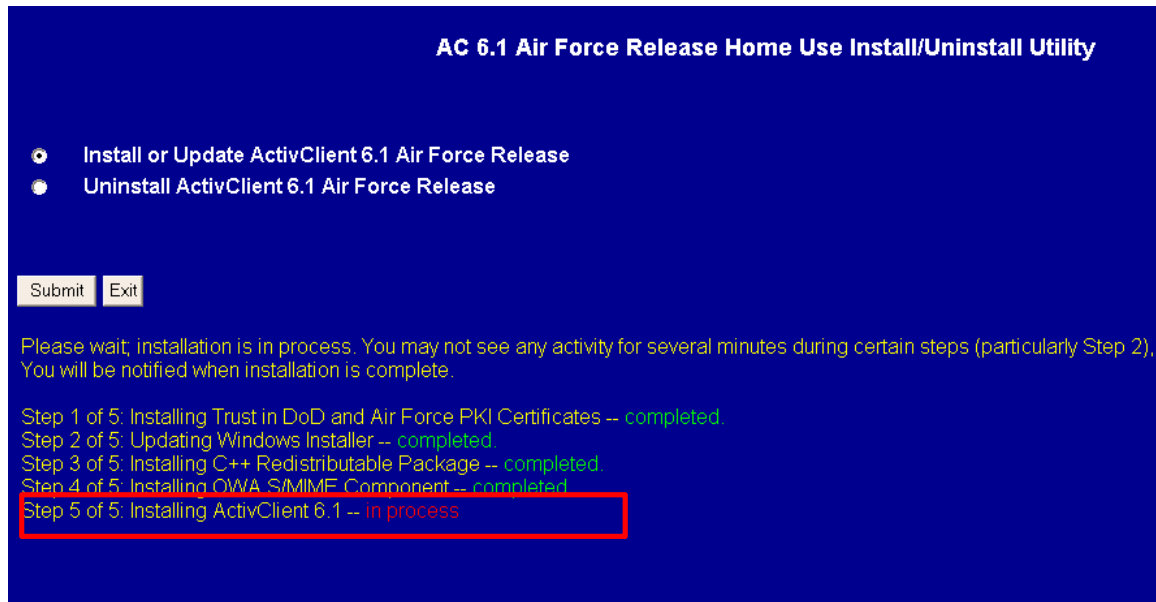 AC 6.1 Air Force Release Home Use Install/Uninstall Utility
Install or Update ActivClient 6.1 Air Force Release
Uninstall ActivClient 6.1 Air Force Release
Submit Exit
Please wait; installation is in process. You may not see any activity for several minutes during certain steps (particularly Step 2),
You will be notified when installation is complete.
Step 1 of 5: Installing Trust in DoD and Air Force PKI Certificates -- completed.
Step 2 of 5: Updating Windows Installer -- completed.
Step 3 of 5: Installing C++ Redistributable Package -- completed.
Step 4 of 5: Installing OWA S/MIME Component -- completed
Step 5 of 5: Installing ActivClient 6.1 -- in process